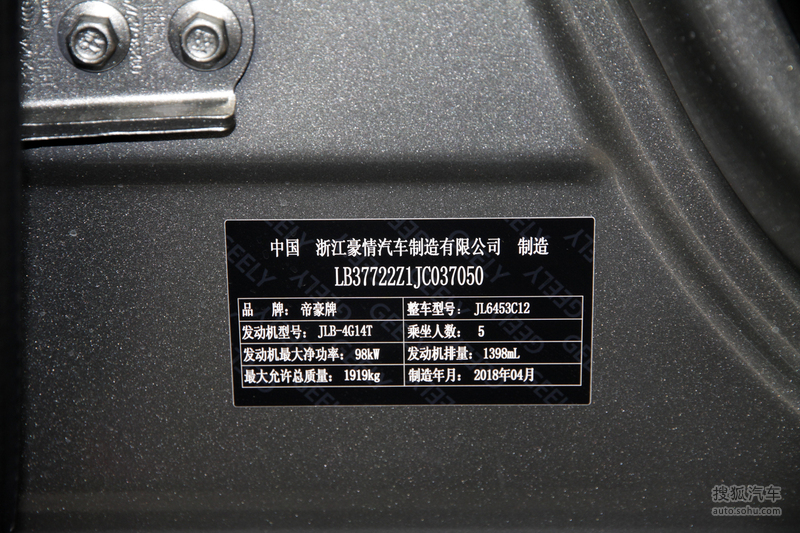 中国 浙江豪情汽车制造有限公司 制造
LB37722Z1JC037050
品 牌：帝豪牌 整车型号：JL6453C12
发动机型号：JLB-4G14T 乘坐人数：5
发动机最大净功率：98kW 发动机排量：1398mL
最大允许总质量：1919kg 制造年月：2018年04月
GEELY GEELY GEELY GEELY
搜狐汽车
auto.sohu.com